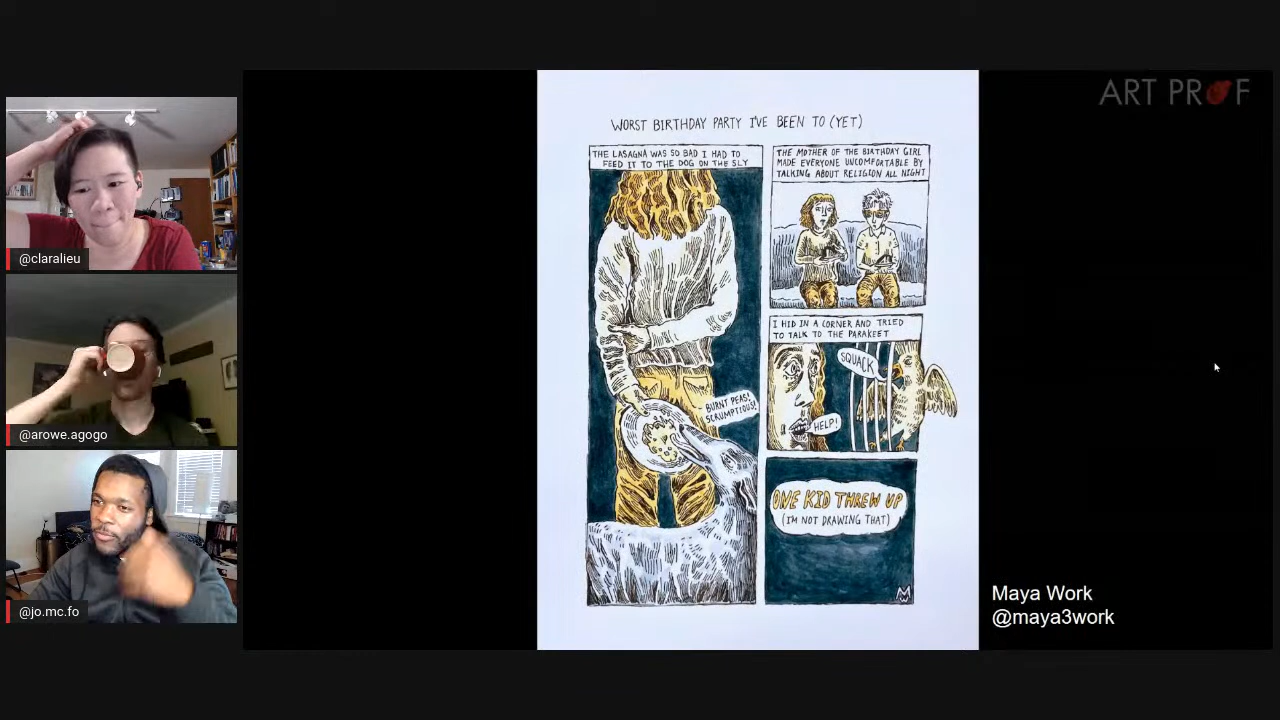 ART PROF
@claralieu
@arowe.agogo
@jo.mc.fo
WORST BIRTHDAY PARTY I'VE BEEN TO (YET)
THE LASAGNA WAS SO BAD I HAD TO
FEED IT TO THE DOG ON THE SLY
BURNT PEAS!
SCRUMPTIOUS!
THE MOTHER OF THE BIRTHDAY GIRL
MADE EVERYONE UNCOMFORTABLE BY
TALKING ABOUT RELIGION ALL NIGHT
I HID IN A CORNER AND TRIED
TO TALK TO THE PARAKEET
SQUACK
HELP!
ONE KID THREW UP
(I'M NOT DRAWING THAT)
MW
Maya Work
@maya3work